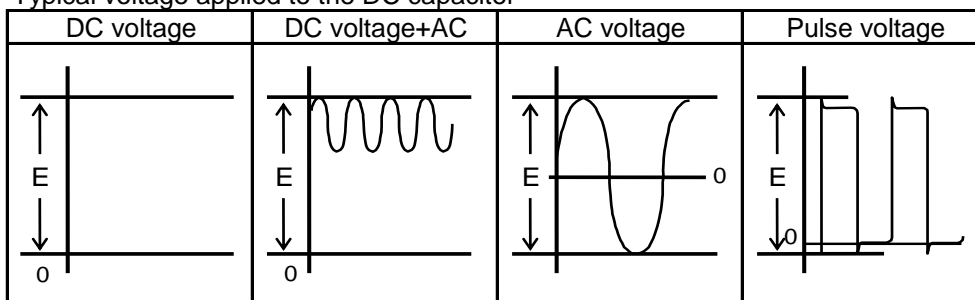 Typical voltage applied to the DC capacitor
DC voltage DC voltage+AC AC voltage Pulse voltage
E E E 0 E
0
0 0